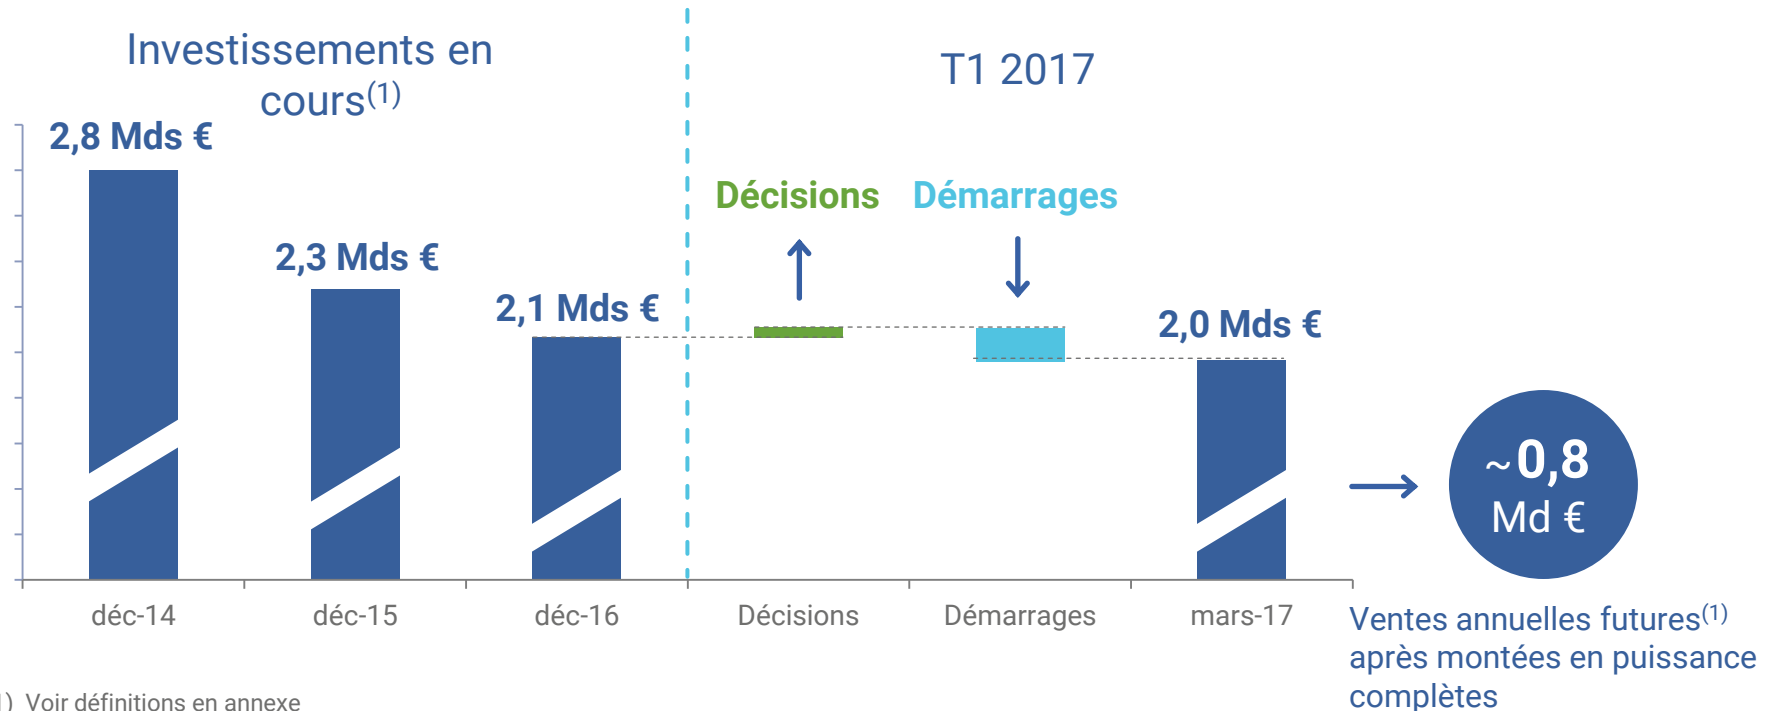 Investissements en
cours(1)
T1 2017
2,8 Mds €
2,3 Mds €
2,1 Mds €
Décisions
Démarrages
2,0 Mds €
~0,8
Md €
déc-14
déc-15
déc-16
Décisions
Démarrages
mars-17
Ventes annuelles futures(1)
après montées en puissance
complètes
1) Voir définitions en annexe